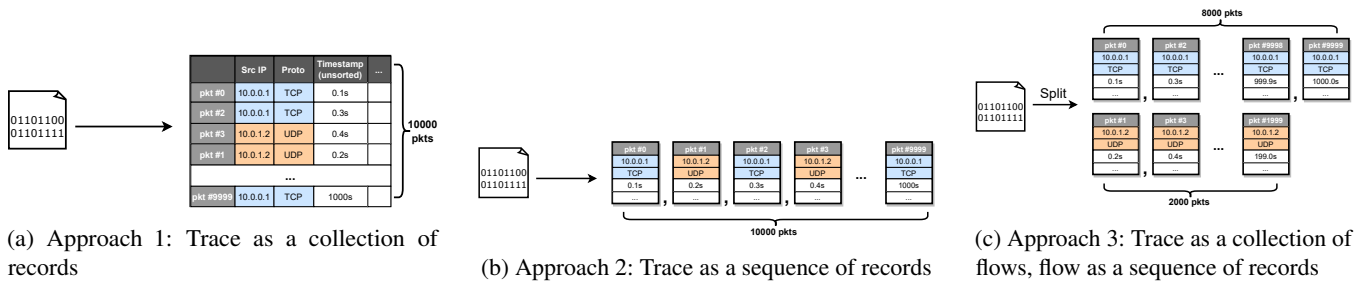 01101100
01101111
Src IP Proto Timestamp (unsorted) ...
pkt #0 10.0.0.1 TCP 0.1s
pkt #2 10.0.0.1 TCP 0.3s
pkt #3 10.0.1.2 UDP 0.4s
pkt #1 10.0.1.2 UDP 0.2s
...
pkt #9999 10.0.0.1 TCP 1000s
10000 pkts
(a) Approach 1: Trace as a collection of
records
01101100
01101111
pkt #0 pkt #1 pkt #2 pkt #3 pkt #9999
10.0.0.1 10.0.1.2 10.0.0.1 10.0.1.2 10.0.0.1
TCP UDP TCP UDP ... TCP
0.1s 0.2s 0.3s 0.4s 1000s
... , ... , ... , ... , ...
10000 pkts
(b) Approach 2: Trace as a sequence of records
8000 pkts
01101100
01101111
Split
pkt #0 pkt #2 pkt #9998 pkt #9999
10.0.0.1 10.0.0.1 10.0.0.1 10.0.0.1
TCP TCP ... TCP TCP
0.1s 0.3s 999.9s 1000.0s
... , ... , ... , ...
pkt #1 pkt #3 pkt #1999
10.0.1.2 10.0.1.2 10.0.1.2
UDP UDP ... UDP
0.2s 0.4s 199.0s
... , ... , ...
2000 pkts
(c) Approach 3: Trace as a collection of
flows, flow as a sequence of records